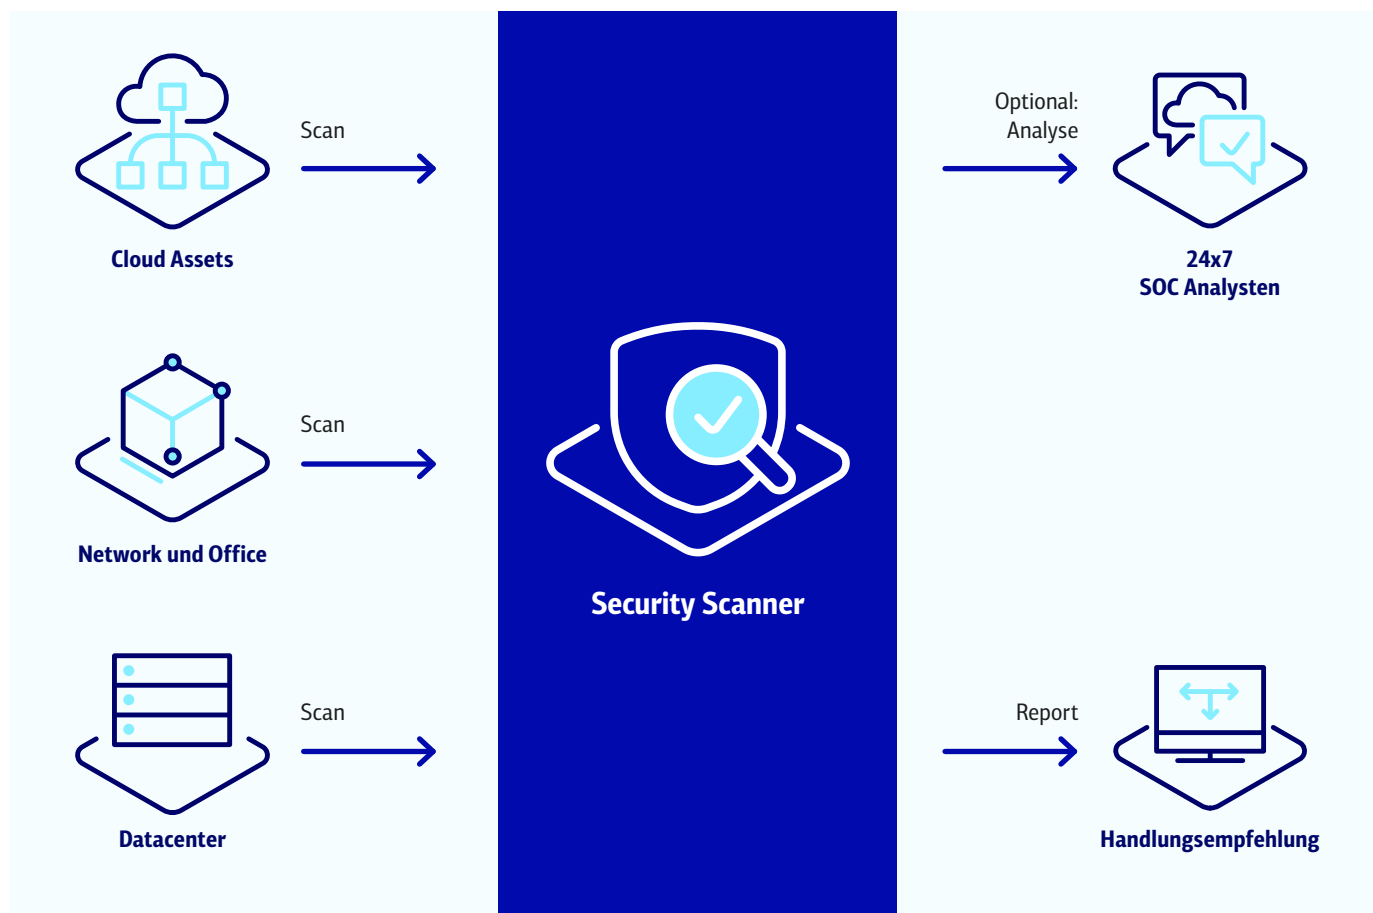 Scan
Cloud Assets
Scan
Network und Office
Scan
Datacenter
Security Scanner
Optional:
Analyse
24x7
SOC Analysten
Report
Handlungsempfehlung